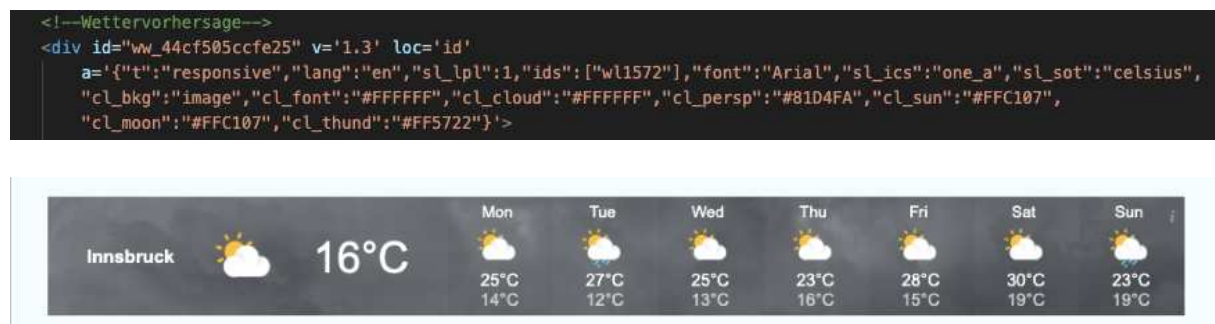 <!--Wettervorhersage-->
<div id="ww_44cf505ccfe25" v='1.3' loc='id'
a='{"t":"responsive","lang":"en","sl_lpl":1,"ids":["wl1572"],"font":"Arial","sl_ics":"one_a","sl_sot":"celsius",
"cl_bkg":"image","cl_font":"#FFFFFF","cl_cloud":"#FFFFFF","cl_persp":"#81D4FA","cl_sun":"#FFC107",
"cl_moon":"#FFC107","cl_thund":"#FF5722"}'>
Mon Tue Wed Thu Fri Sat Sun i
Innsbruck 16°C
25°C 27°C 25°C 23°C 28°C 30°C 23°C
14°C 12°C 13°C 16°C 15°C 19°C 19°C